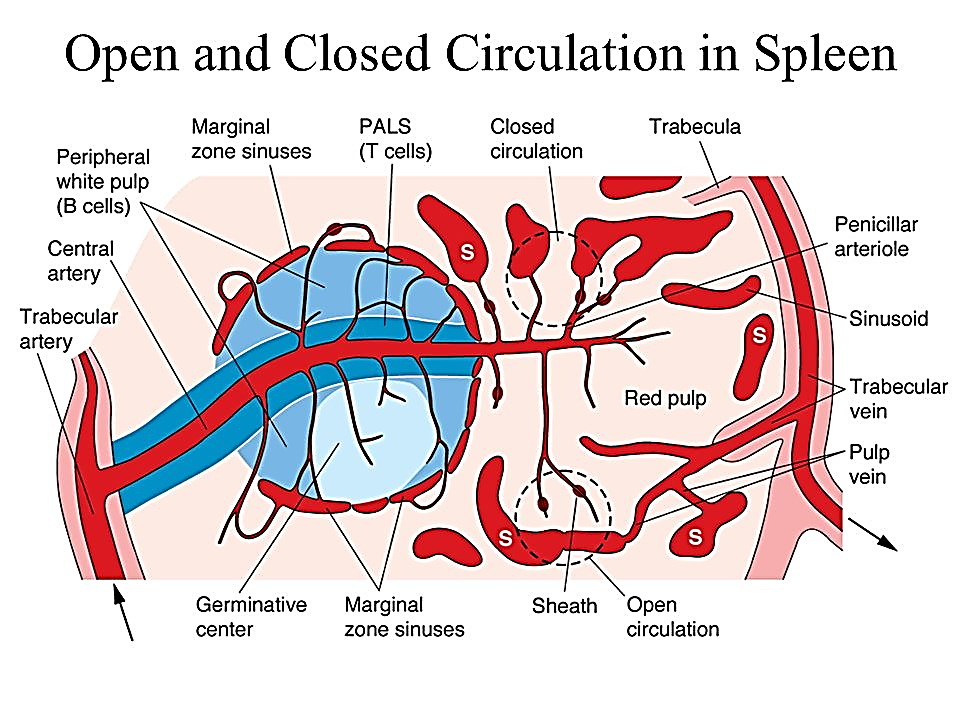 Open and Closed Circulation in Spleen
Marginal
zone sinuses
PALS
(T cells)
Closed
circulation
Trabecula
Peripheral
white pulp
(B cells)
Central
artery
Trabecular
artery
Penicillar
arteriole
Sinusoid
Trabecular
vein
Pulp
vein
S
S
Red pulp
S
S
Germinative
center
Marginal
zone sinuses
Sheath
Open
circulation